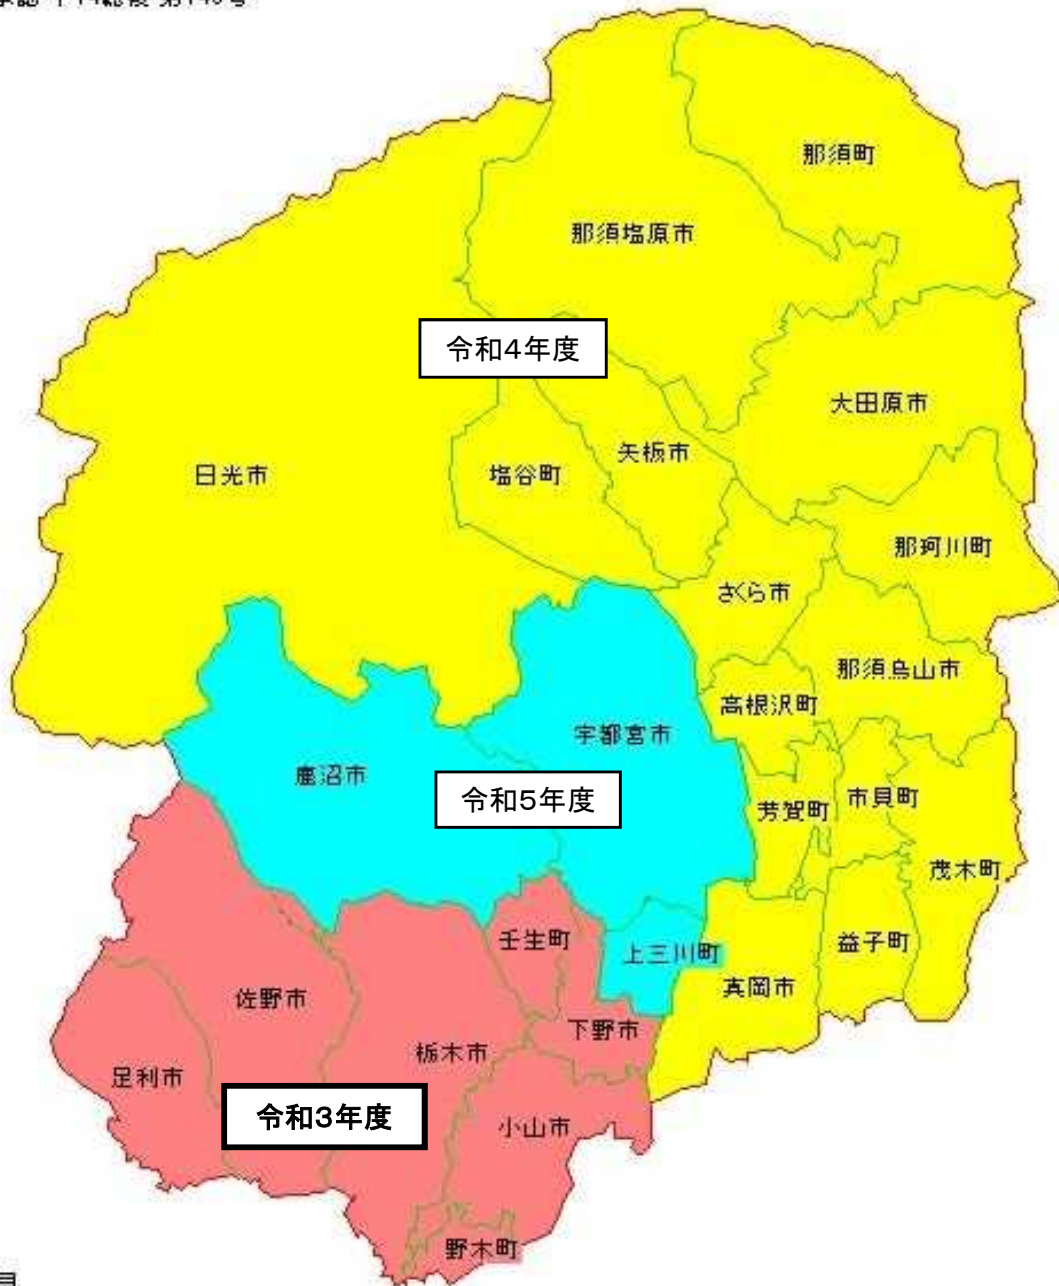 那須町
那須塩原市
令和4年度
大田原市
矢板市
日光市
塩谷町
那珂川町
さくら市
那須烏山市
高根沢町
宇都宮市
鹿沼市
令和5年度
芳賀町
市貝町
茂木町
壬生町
上三川町
益子町
真岡市
佐野市
下野市
栃木市
足利市
令和3年度
小山市
野木町